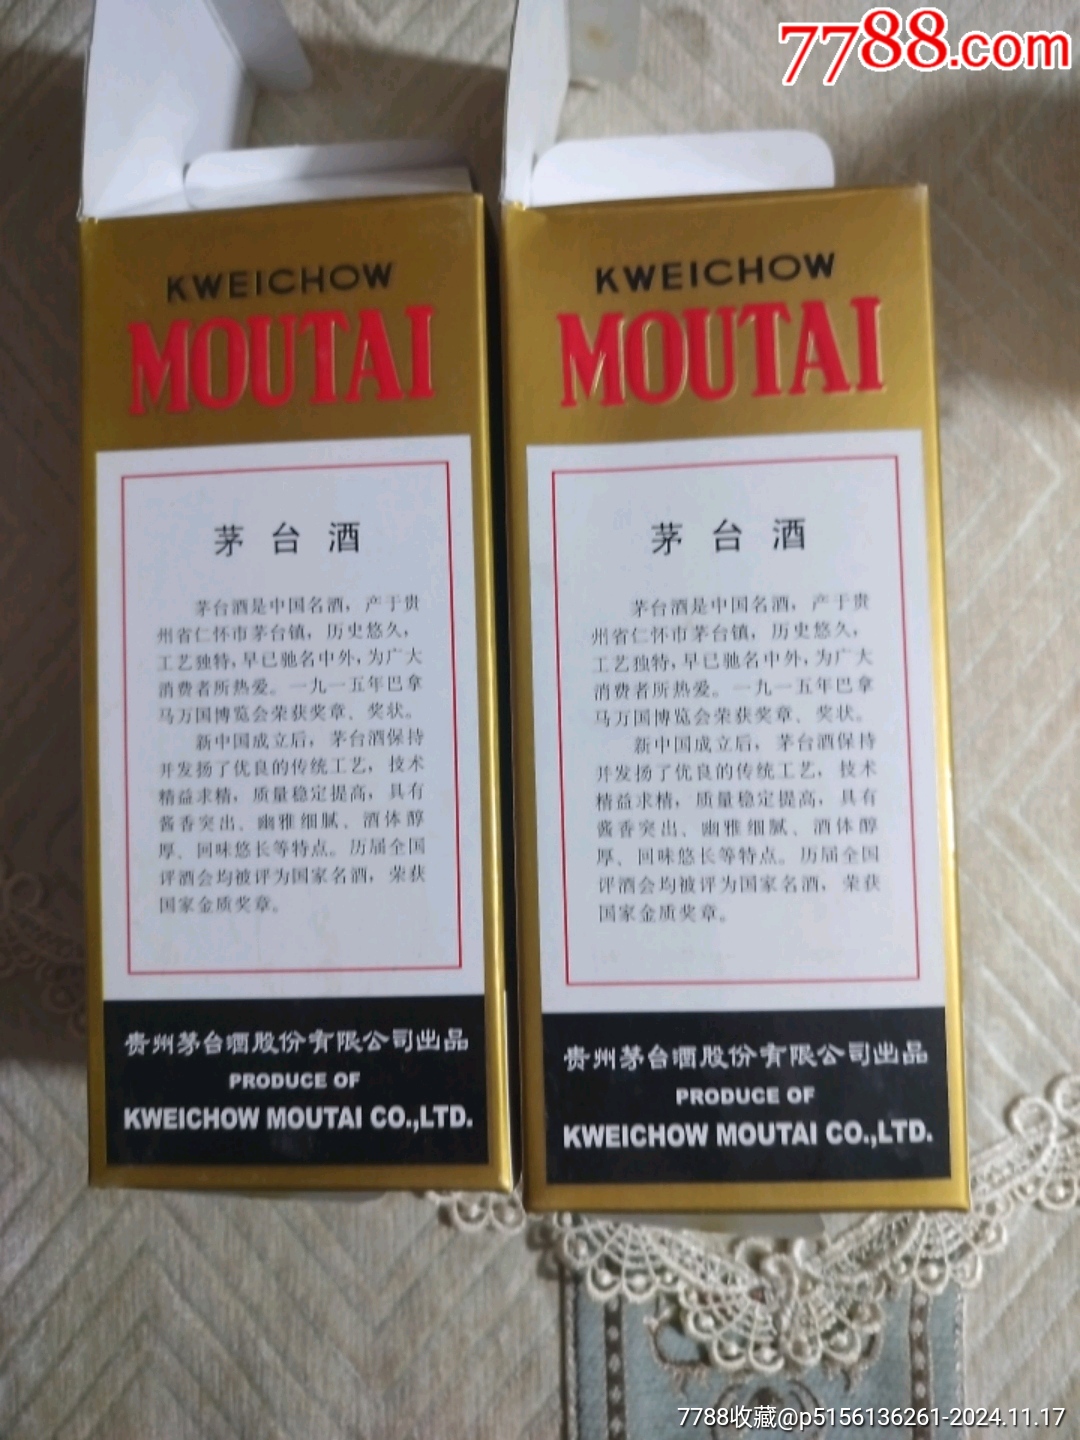 7788.com
KWEICHOW
MOUTAI
茅台酒
茅台酒是中国名酒，产于贵
州省仁怀市茅台镇，历史悠久，
工艺独特，早已驰名中外，为广大
消费者所热爱。一九一五年巴拿
马万国博览会荣获奖章、奖状。
新中国成立后，茅台酒保持
并发扬了优良的传统工艺，技术
精益求精，质量稳定提高，具有
酱香突出、幽雅细腻、酒体醇
厚、回味悠长等特点。历届全国
评酒会均被评为国家名酒，荣获
国家金质奖章。
贵州茅台酒股份有限公司出品
PRODUCE OF
KWEICHOW MOUTAI CO.,LTD.
KWEICHOW
MOUTAI
茅台酒
茅台酒是中国名酒，产于贵
州省仁怀市茅台镇，历史悠久，
工艺独特，早已驰名中外，为广大
消费者所热爱。一九一五年巴拿
马万国博览会荣获奖章、奖状。
新中国成立后，茅台酒保持
并发扬了优良的传统工艺，技术
精益求精，质量稳定提高，具有
酱香突出、幽雅细腻、酒体醇
厚、回味悠长等特点。历届全国
评酒会均被评为国家名酒，荣获
国家金质奖章。
贵州茅台酒股份有限公司出品
PRODUCE OF
KWEICHOW MOUTAI CO.,LTD.
7788收藏@p5156136261-2024.11.17